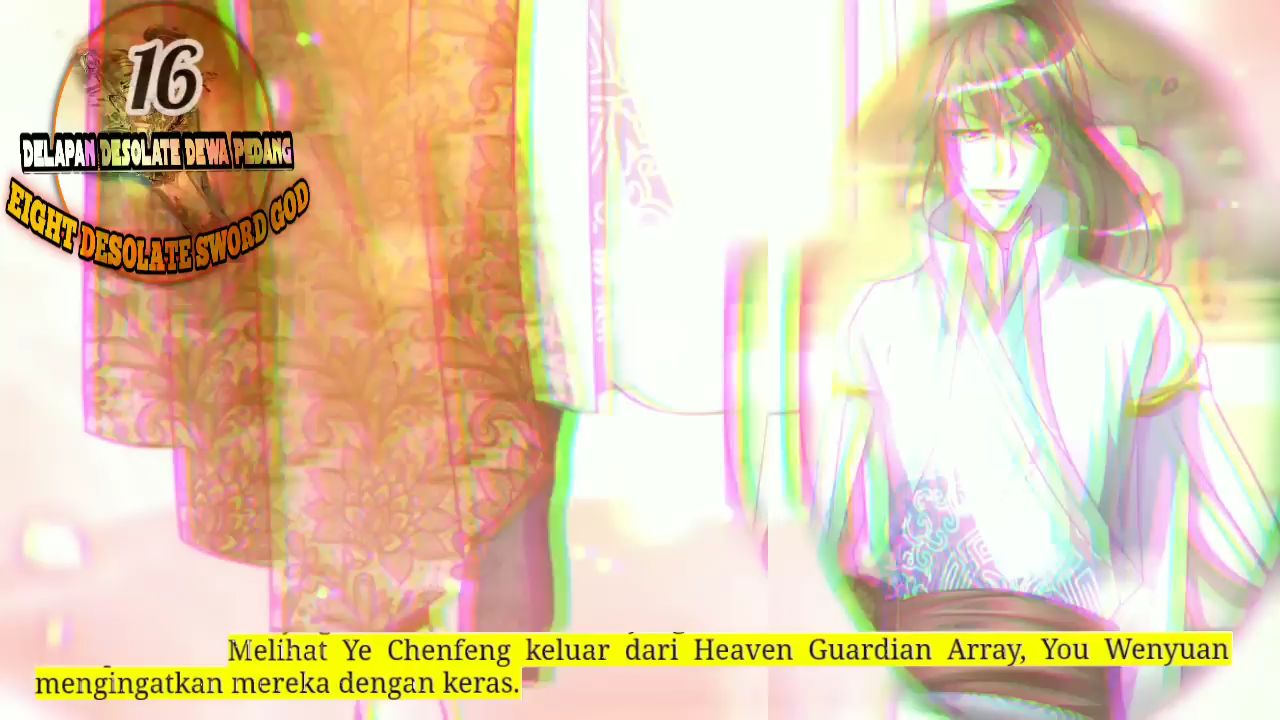 16
DELAPAN DESOLATE DEWA PEDANG
EIGHT DESOLATE SWORD GOD
Melihat Ye Chenfeng keluar dari Heaven Guardian Array, You Wenyuan
mengingatkan mereka dengan keras.